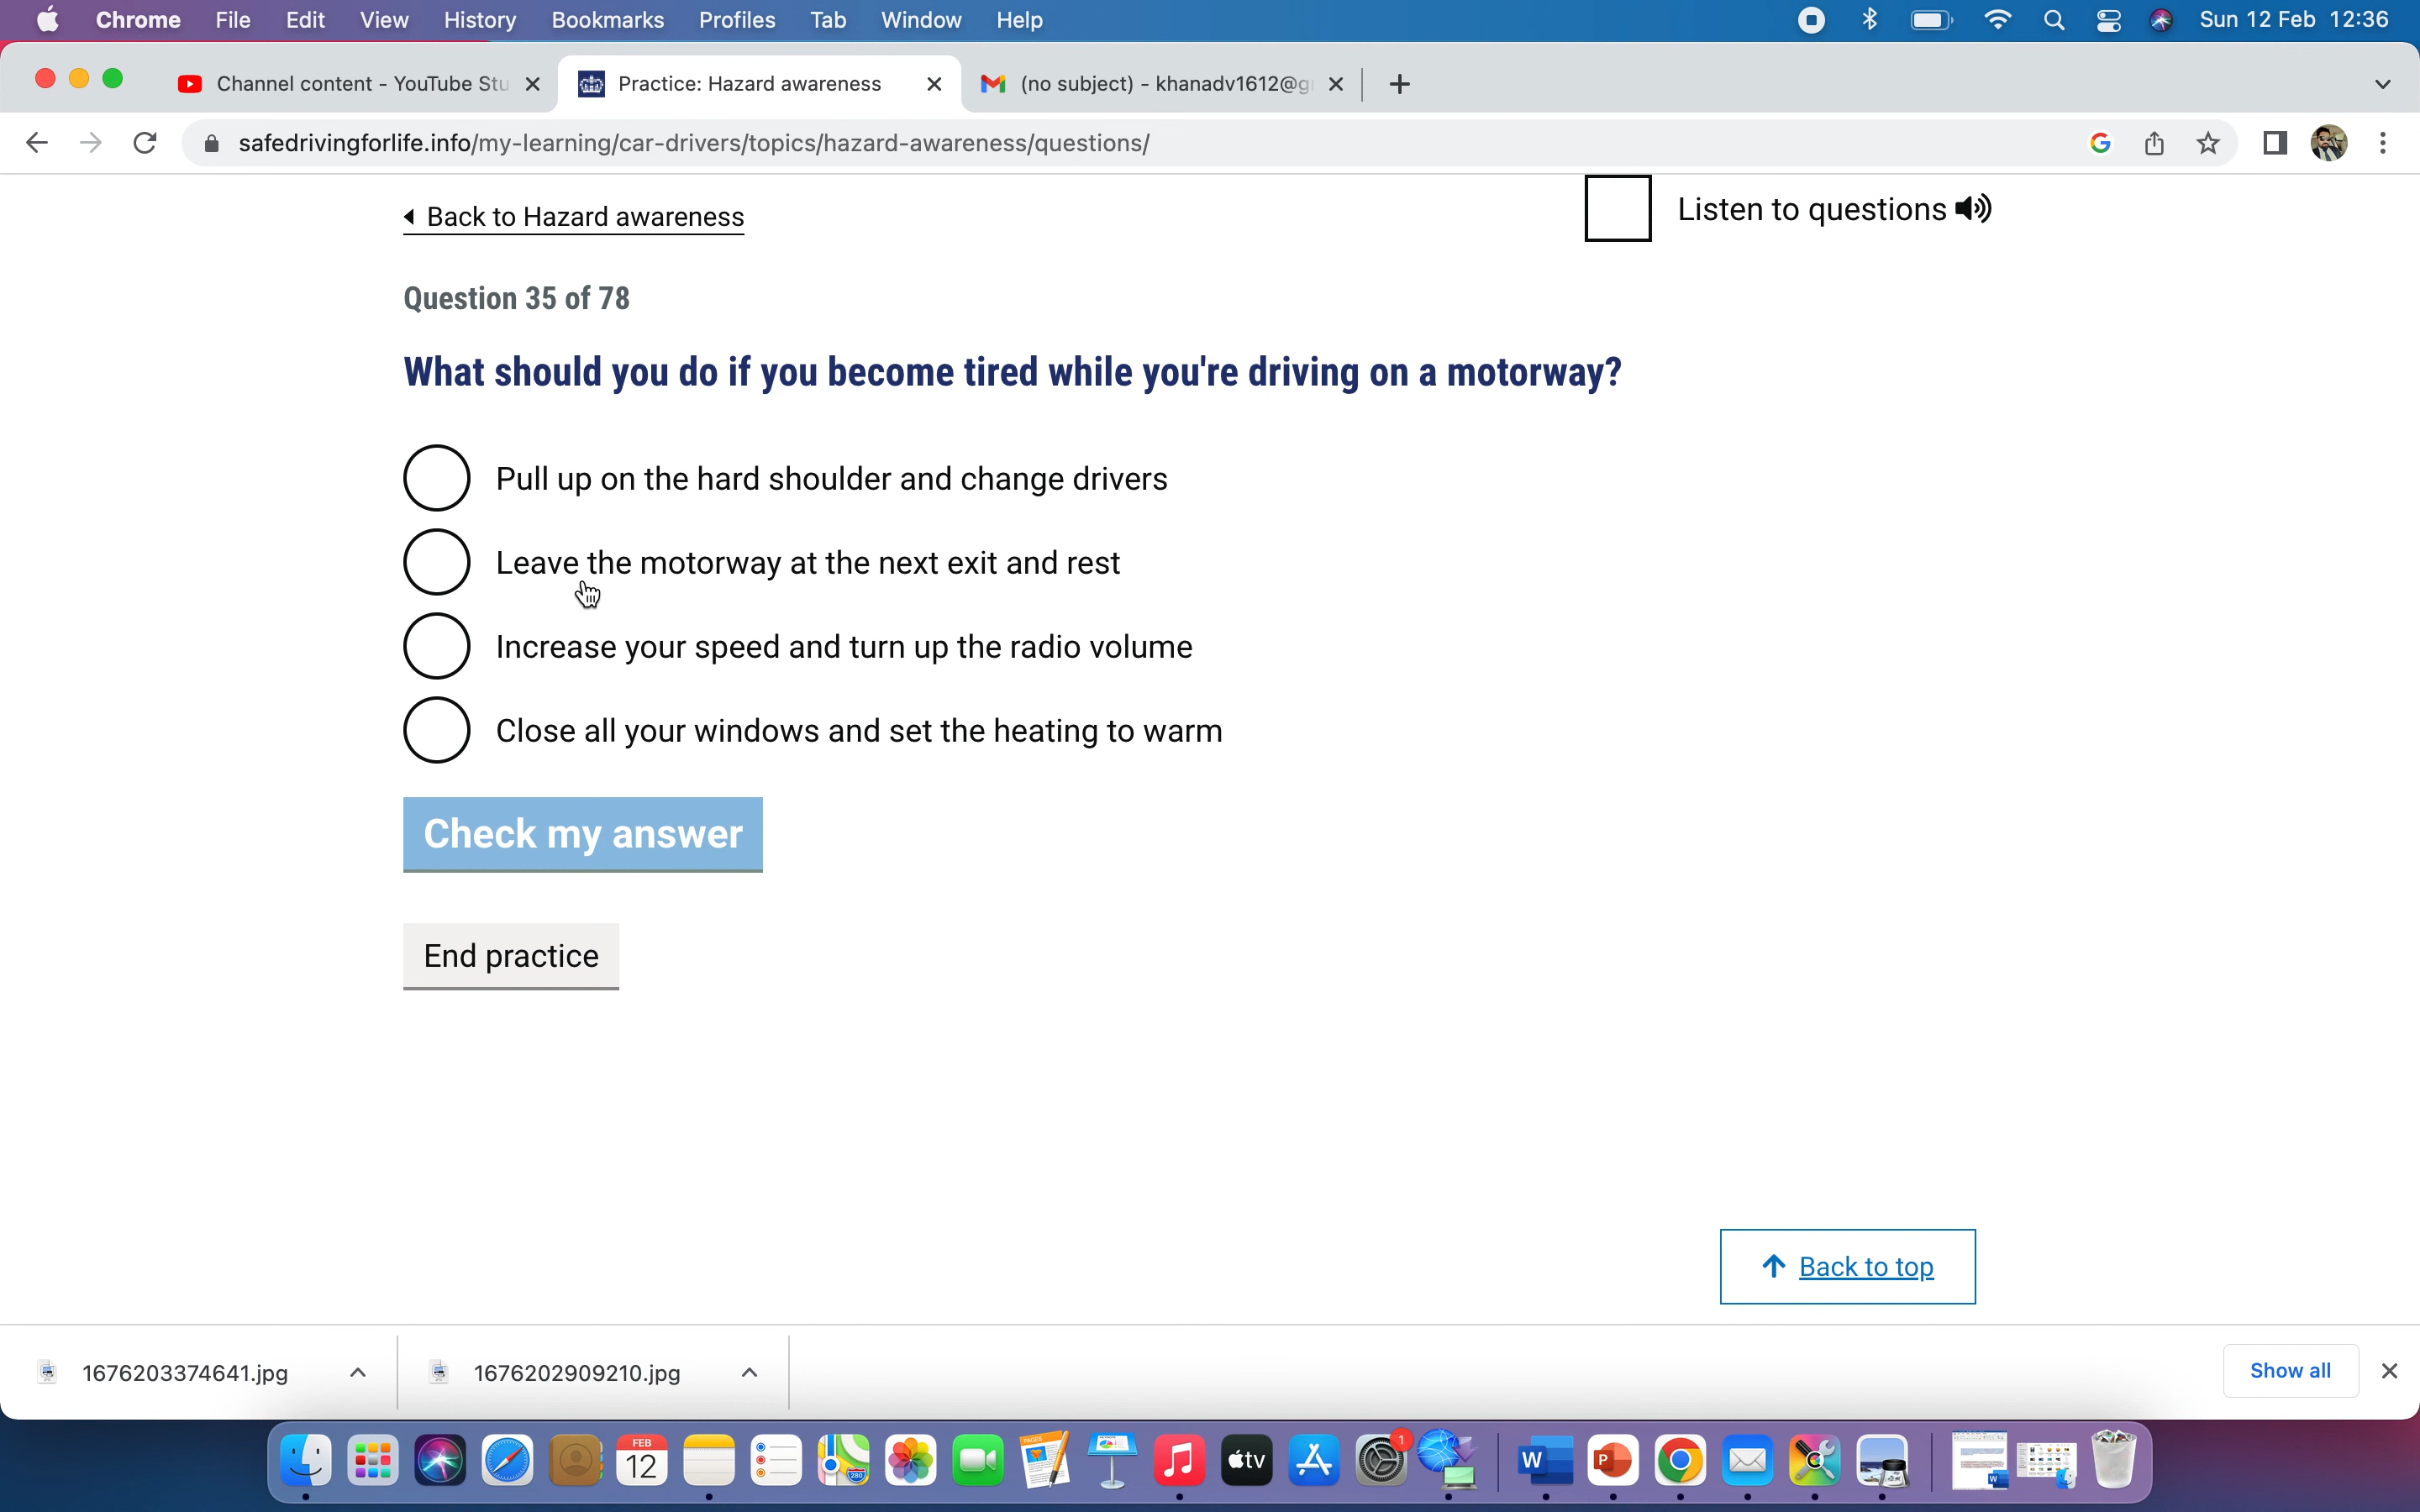 Chrome File Edit View History Bookmarks Profiles Tab Window Help Sun 12 Feb 12:36
Channel content - YouTube Stu Practice: Hazard awareness (no subject) - khanadv1612@g
safedrivingforlife.info/my-learning/car-drivers/topics/hazard-awareness/questions/
Back to Hazard awareness Listen to questions
Question 35 of 78
What should you do if you become tired while you're driving on a motorway?
Pull up on the hard shoulder and change drivers
Leave the motorway at the next exit and rest
Increase your speed and turn up the radio volume
Close all your windows and set the heating to warm
Check my answer
End practice
Back to top
1676203374641.jpg 1676202909210.jpg Show all
FEB
12
PAGES
280
tv
1
W
P
W